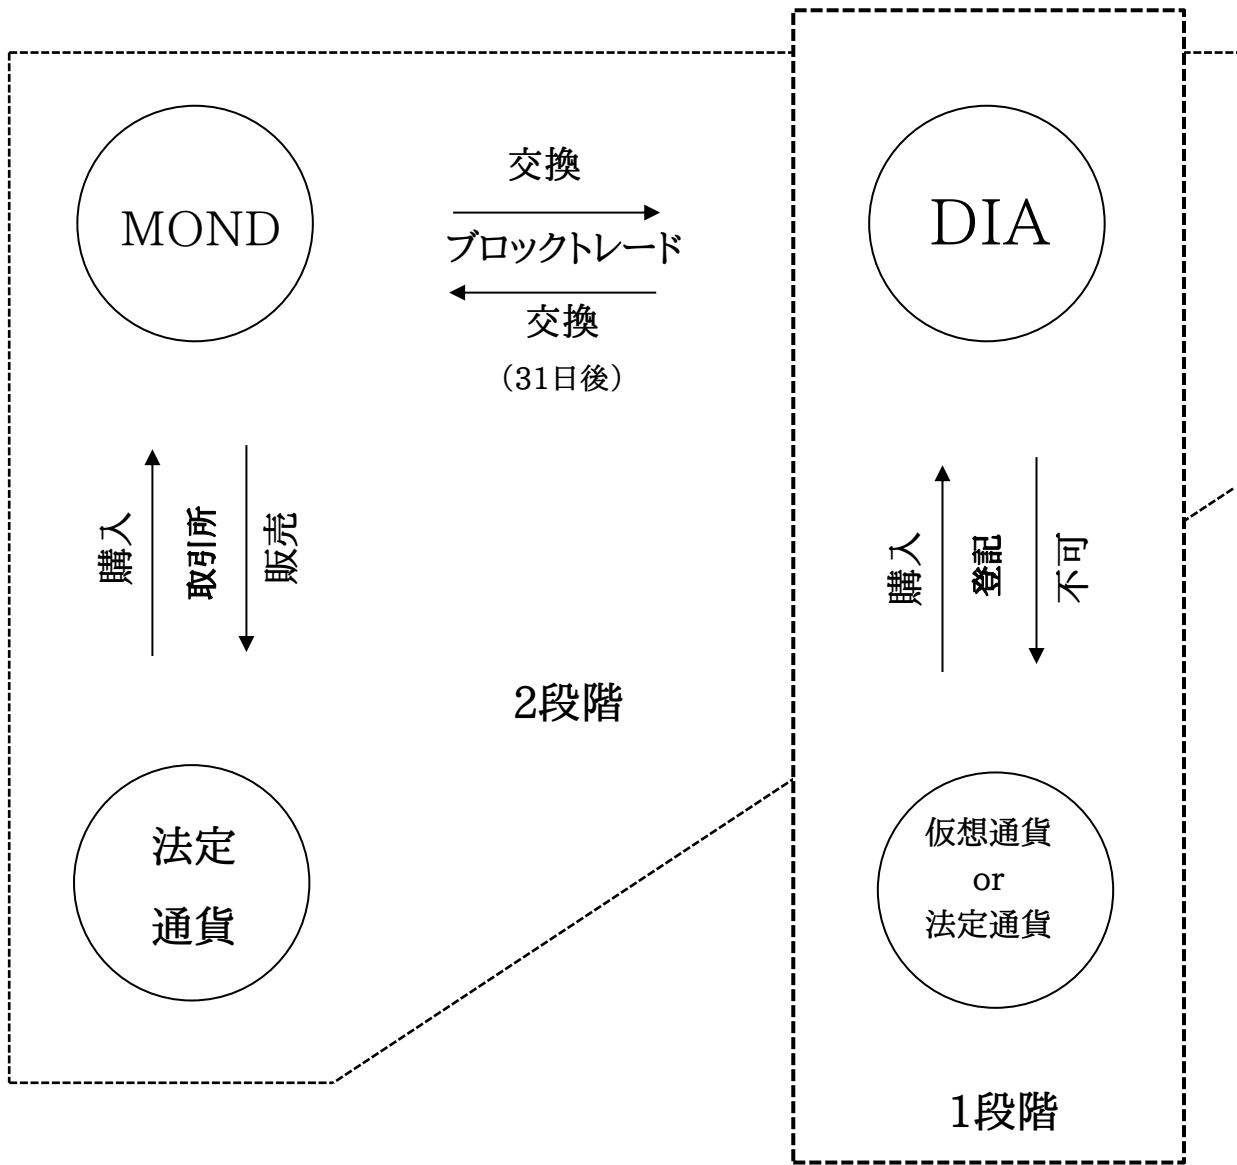 交換
MOND
ブロックトレード
DIA
交換
（31日後）
購入
取引所
販売
購入
登記
不可
2段階
法定
通貨
仮想通貨
or
法定通貨
1段階